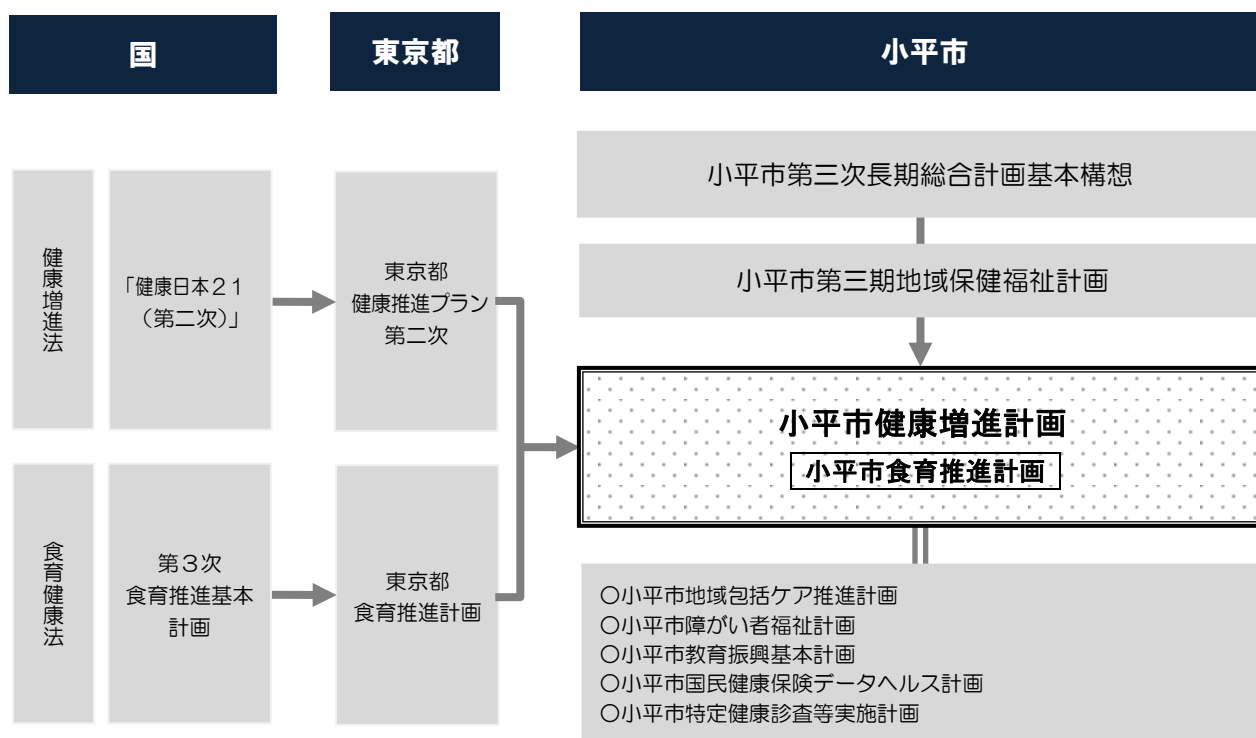 国
東京都
小平市
健康増進法
「健康日本２１
（第二次）」
東京都
健康推進プラン
第二次
食育健康法
第３次
食育推進基本
計画
東京都
食育推進計画
小平市第三次長期総合計画基本構想
小平市第三期地域保健福祉計画
小平市健康増進計画
小平市食育推進計画
○小平市地域包括ケア推進計画
○小平市障がい者福祉計画
○小平市教育振興基本計画
○小平市国民健康保険データヘルス計画
○小平市特定健康診査等実施計画